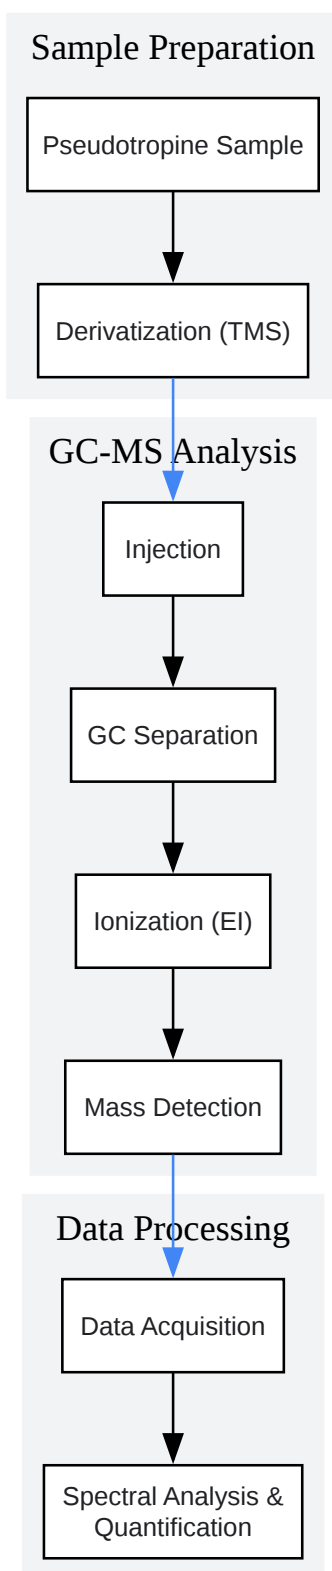 Sample Preparation
Pseudotropine Sample
Derivatization (TMS)
GC-MS Analysis
Injection
GC Separation
Ionization (EI)
Mass Detection
Data Processing
Data Acquisition
Spectral Analysis &
Quantification